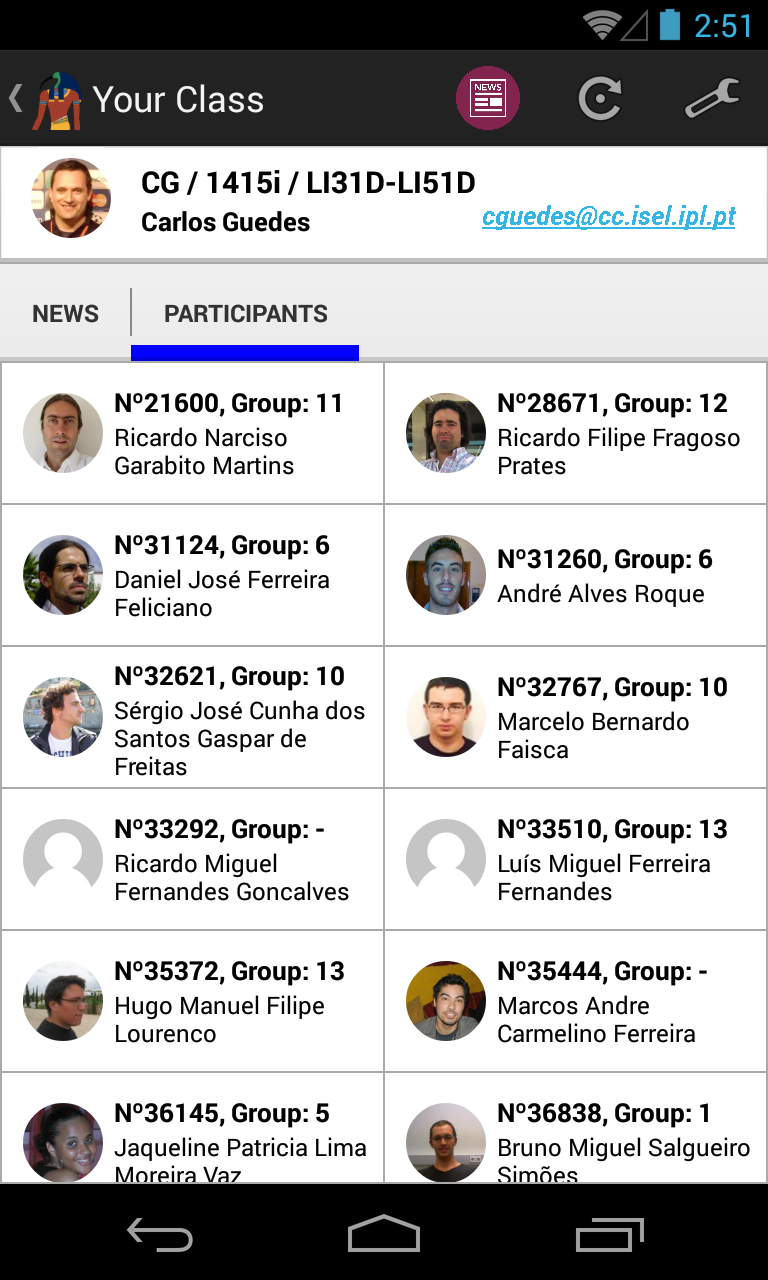 2:51
Your Class
NEWS
CG / 1415i / LI31D-LI51D
Carlos Guedes
cguedes@cc.isel.ipl.pt
NEWS
PARTICIPANTS
Nº21600, Group: 11
Ricardo Narciso
Garabito Martins
Nº28671, Group: 12
Ricardo Filipe Fragoso
Prates
Nº31124, Group: 6
Daniel José Ferreira
Feliciano
Nº31260, Group: 6
André Alves Roque
Nº32621, Group: 10
Sérgio José Cunha dos
Santos Gaspar de
Freitas
Nº32767, Group: 10
Marcelo Bernardo
Faisca
Nº33292, Group: -
Ricardo Miguel
Fernandes Goncalves
Nº33510, Group: 13
Luís Miguel Ferreira
Fernandes
Nº35372, Group: 13
Hugo Manuel Filipe
Lourenco
Nº35444, Group: -
Marcos Andre
Carmelino Ferreira
Nº36145, Group: 5
Jaqueline Patricia Lima
Moreira Vaz
Nº36838, Group: 1
Bruno Miguel Salgueiro
Simões